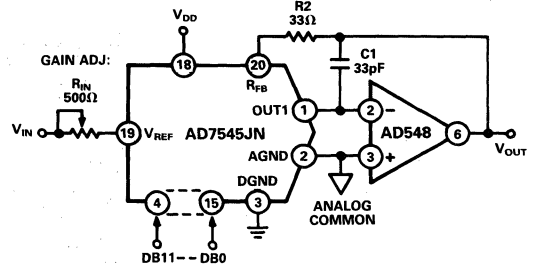 R2
33Ω
VDD
GAIN ADJ:
C1
33pF
18
20
RFB
RIN
500Ω
OUT1
1
2
−
AD548
VIN
19
VREF
AD7545JN
6
VOUT
AGND
2
3
+
DGND
4
15
3
ANALOG
COMMON
DB11−−DB0